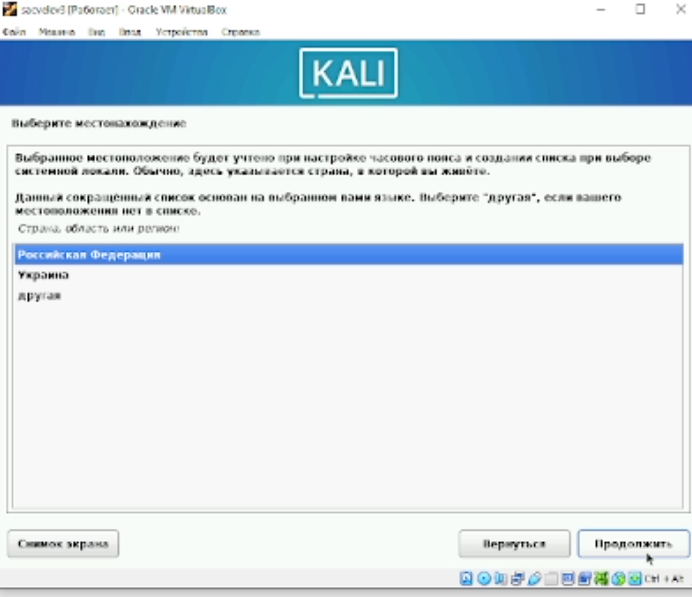 sacvelev3 [Работает] - Oracle VM VirtualBox
Файл Машина Вид Ввод Устройства Справка
KALI
Выберите местонахождение
Выбранное местоположение будет учтено при настройке часового пояса и создании списка при выборе
системной локали. Обычно, здесь указывается страна, в которой вы живёте.
Данный сокращённый список основан на выбранном вами языке. Выберите "другая", если вашего
местоположения нет в списке.
Страна, область или регион:
Российская Федерация
Украина
другая
Снимок экрана
Вернуться
Продолжить
Ctrl + Alt